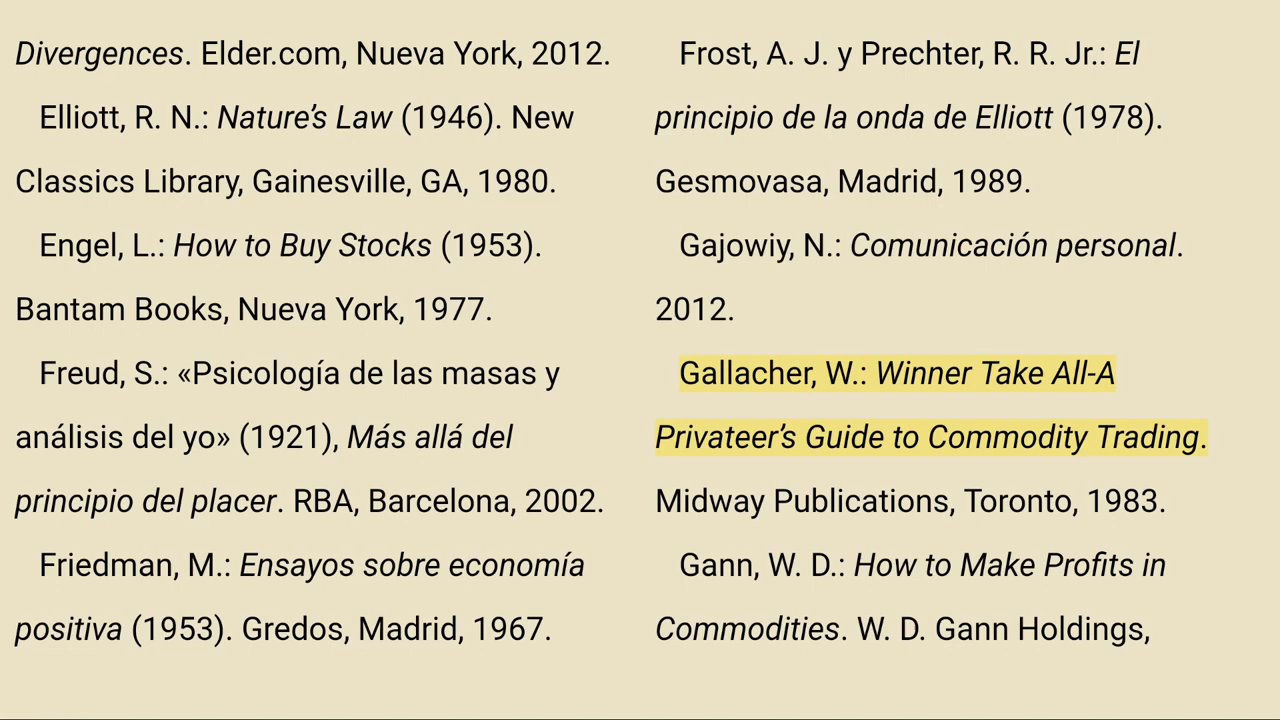 Divergences. Elder.com, Nueva York, 2012.
Elliott, R. N.: Nature’s Law (1946). New
Classics Library, Gainesville, GA, 1980.
Engel, L.: How to Buy Stocks (1953).
Bantam Books, Nueva York, 1977.
Freud, S.: «Psicología de las masas y
análisis del yo» (1921), Más allá del
principio del placer. RBA, Barcelona, 2002.
Friedman, M.: Ensayos sobre economía
positiva (1953). Gredos, Madrid, 1967.
Frost, A. J. y Prechter, R. R. Jr.: El
principio de la onda de Elliott (1978).
Gesmovasa, Madrid, 1989.
Gajowiy, N.: Comunicación personal.
2012.
Gallacher, W.: Winner Take All-A
Privateer’s Guide to Commodity Trading.
Midway Publications, Toronto, 1983.
Gann, W. D.: How to Make Profits in
Commodities. W. D. Gann Holdings,